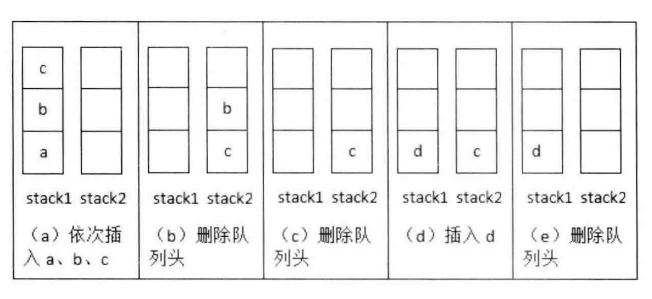 c
b
a
b
c
c
d
c
d
stack1 stack2
stack1 stack2
stack1 stack2
stack1 stack2
stack1 stack2
（a）依次插
入 a、b、c
（b）删除队
列头
（c）删除队
列头
（d）插入 d
（e）删除队
列头